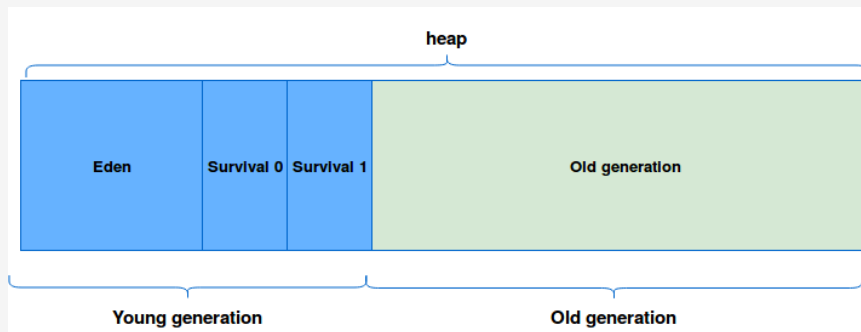 heap
Eden
Survival 0
Survival 1
Old generation
Young generation
Old generation